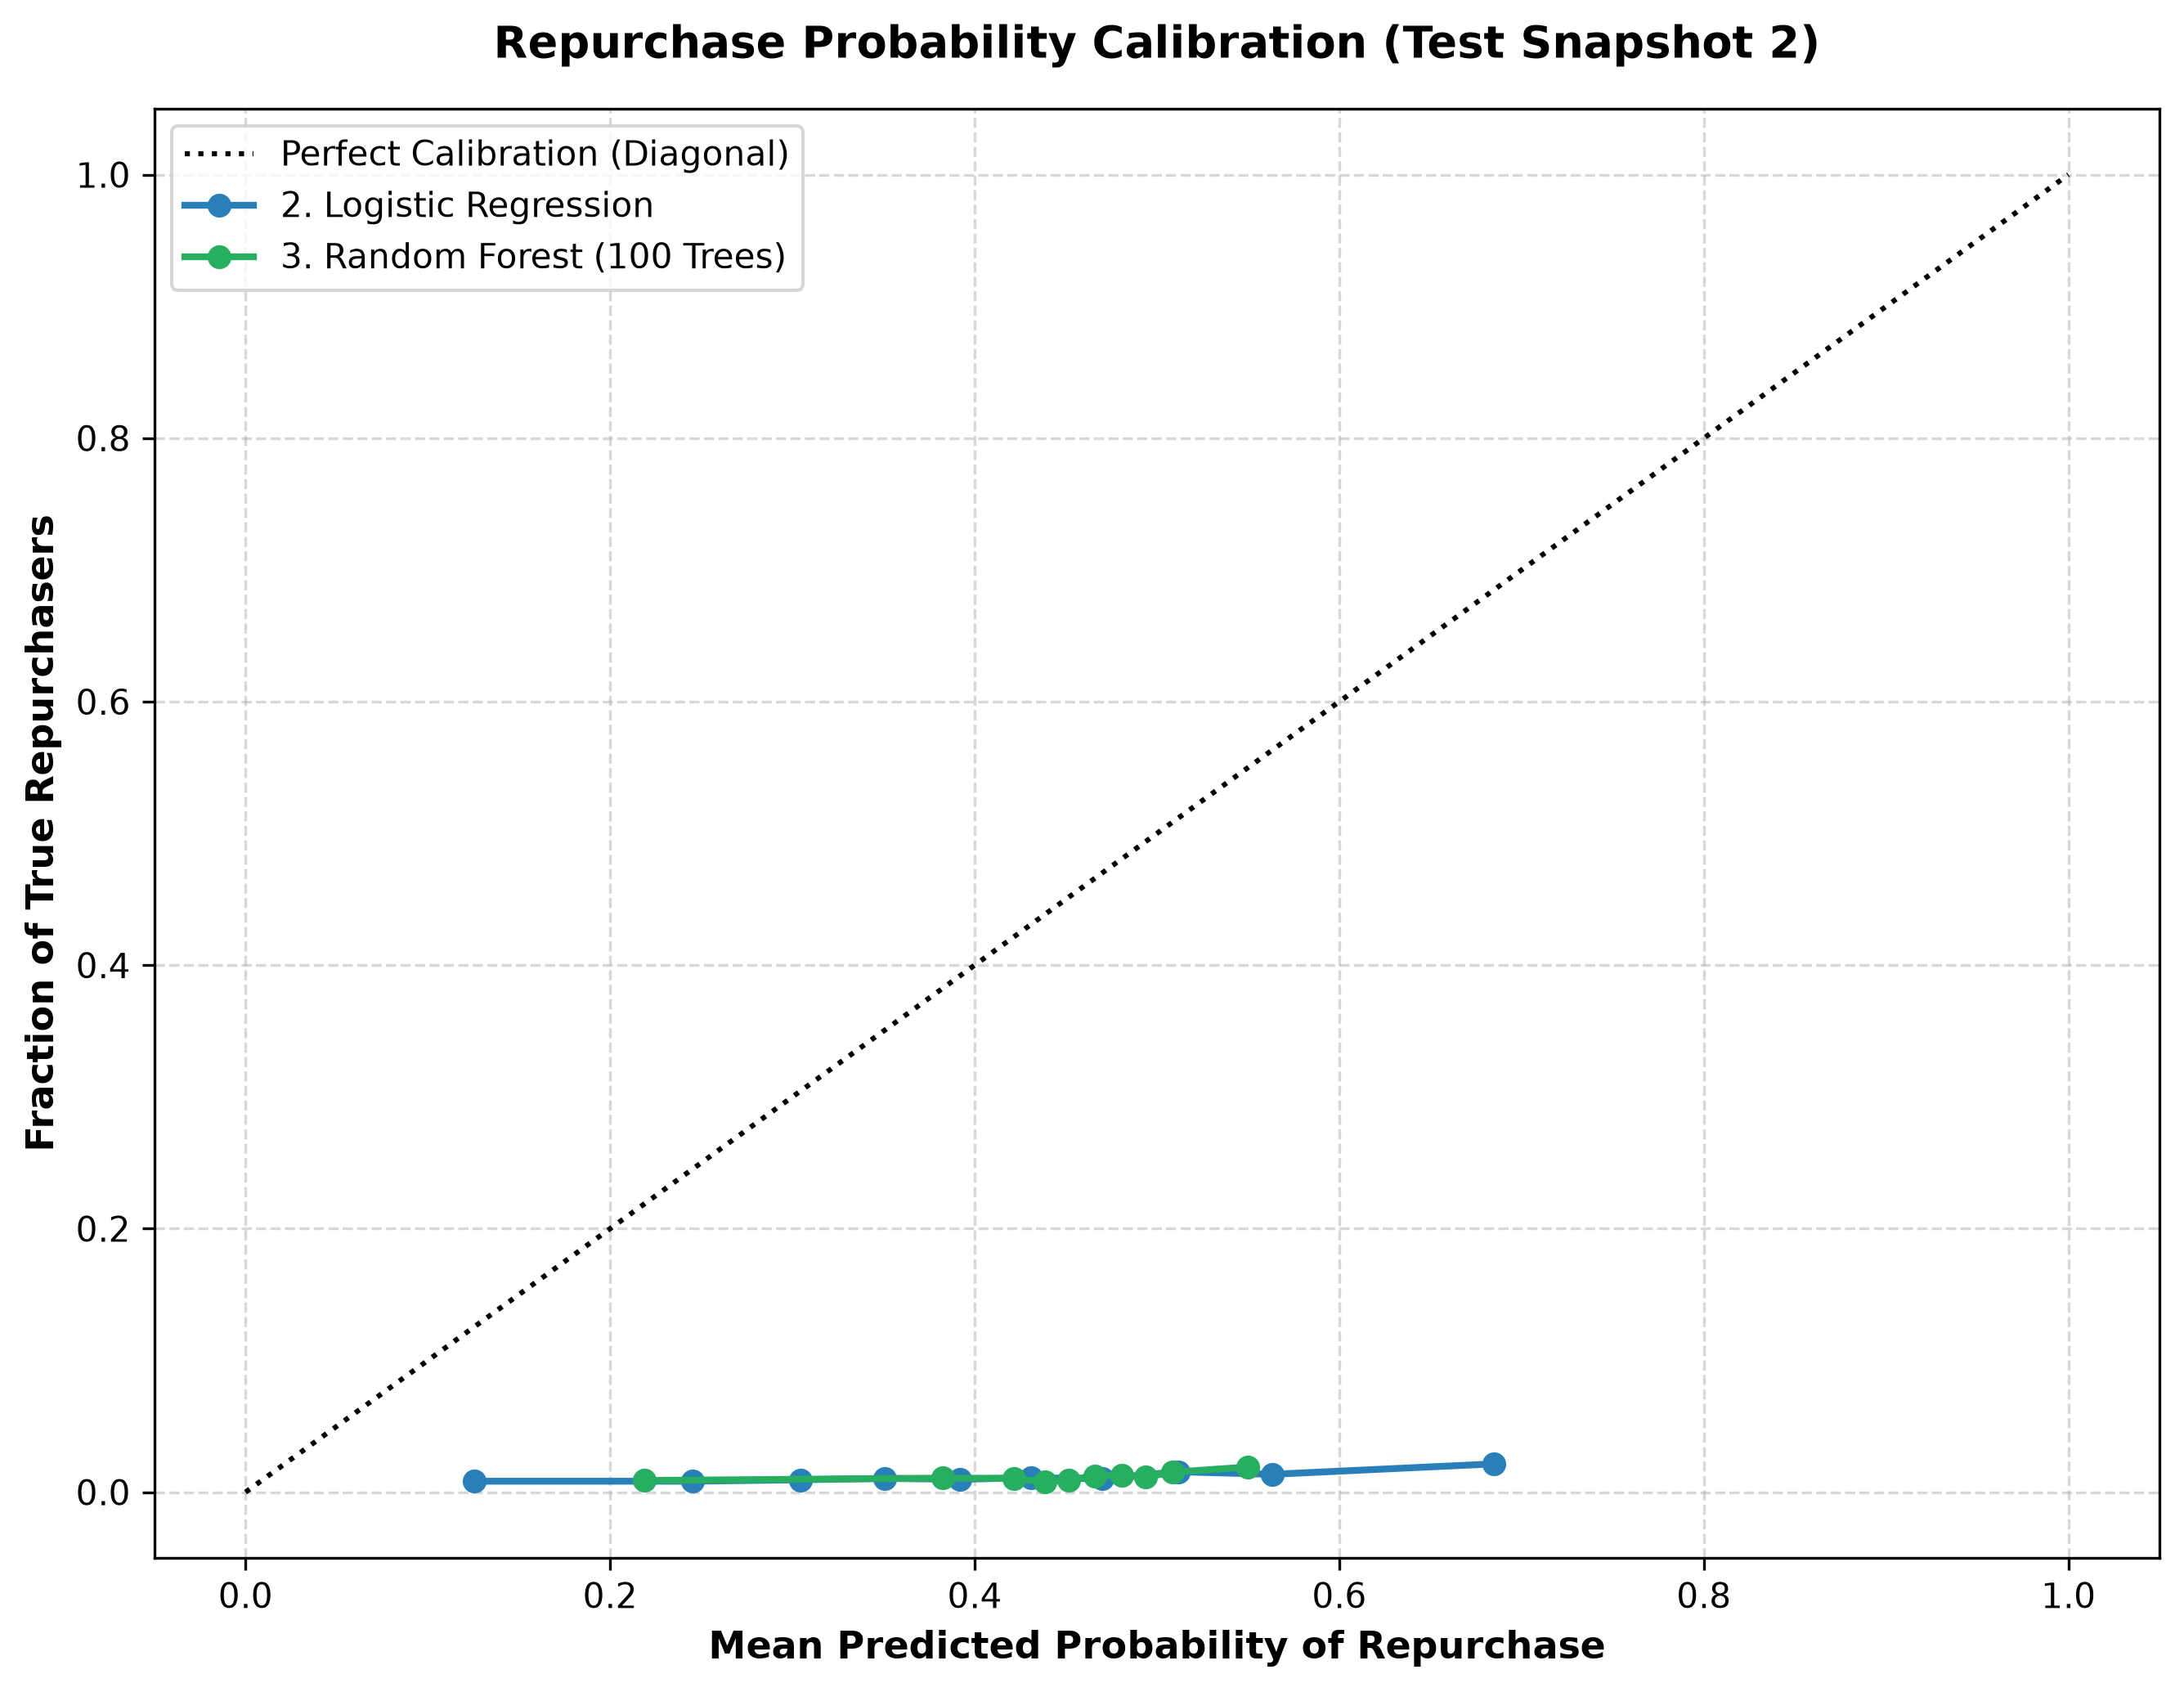 Repurchase Probability Calibration (Test Snapshot 2)
Perfect Calibration (Diagonal)
2. Logistic Regression
3. Random Forest (100 Trees)
1.0
0.8
0.6
0.4
0.2
0.0
Fraction of True Repurchasers
0.0 0.2 0.4 0.6 0.8 1.0
Mean Predicted Probability of Repurchase